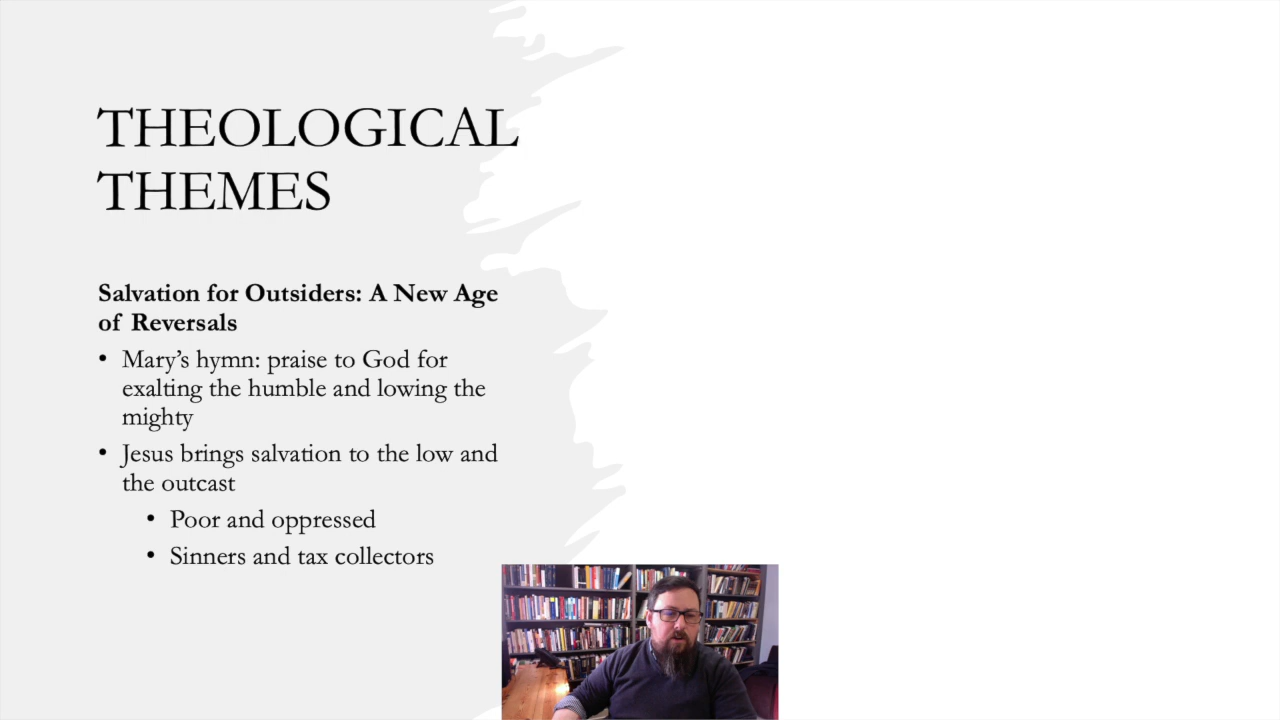 THEOLOGICAL
THEMES
Salvation for Outsiders: A New Age
of Reversals
• Mary’s hymn: praise to God for
exalting the humble and lowing the
mighty
• Jesus brings salvation to the low and
the outcast
• Poor and oppressed
• Sinners and tax collectors